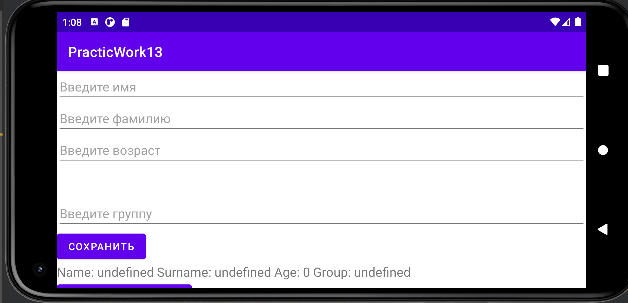 1:08
PracticWork13
Введите имя
Введите фамилию
Введите возраст
Введите группу
СОХРАНИТЬ
Name: undefined Surname: undefined Age: 0 Group: undefined